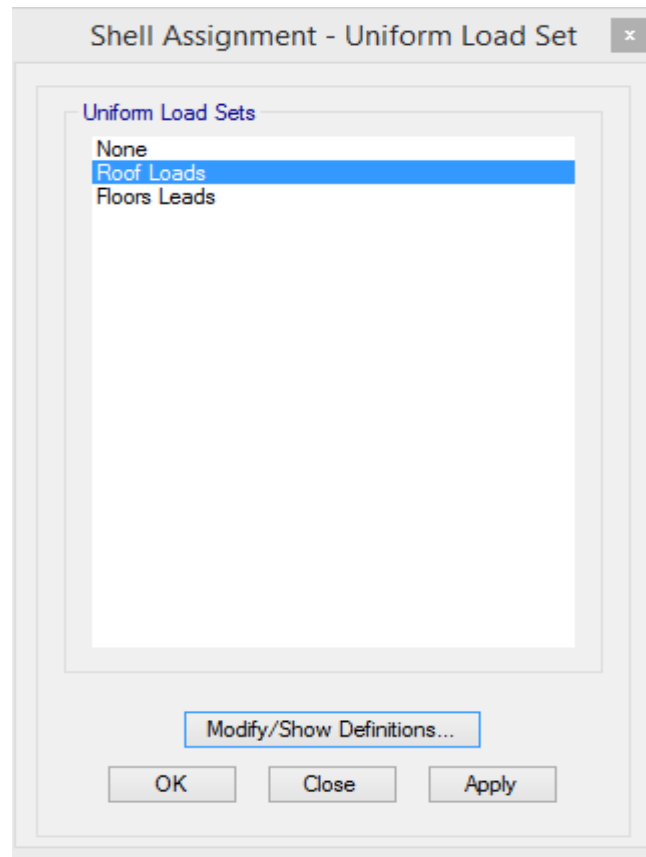 Shell Assignment - Uniform Load Set
x
Uniform Load Sets
None
Roof Loads
Floors Leads
Modify/Show Definitions...
OK Close Apply